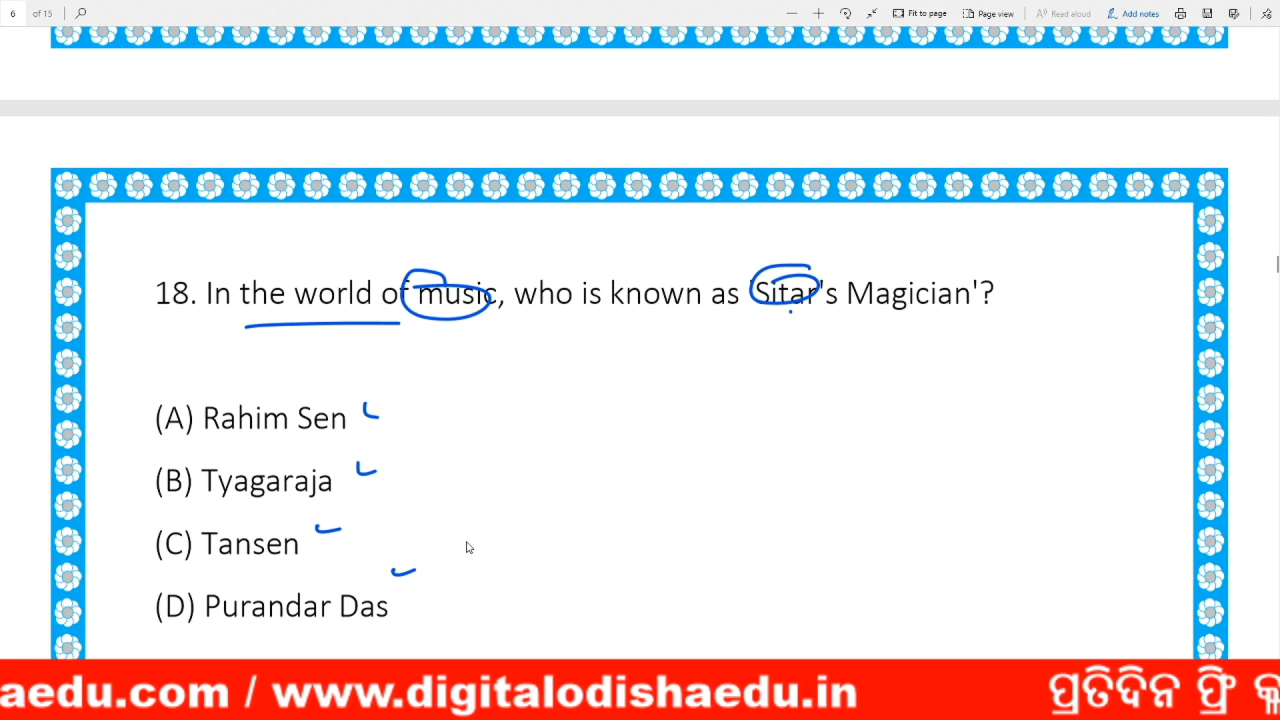 6 of 15 Fit to page Page view Read aloud Add notes
18. In the world of music, who is known as 'Sitar's Magician'?
(A) Rahim Sen
(B) Tyagaraja
(C) Tansen
(D) Purandar Das
aedu.com / www.digitalodishaedu.in ପ୍ରତିଦିନ ଫ୍ରି